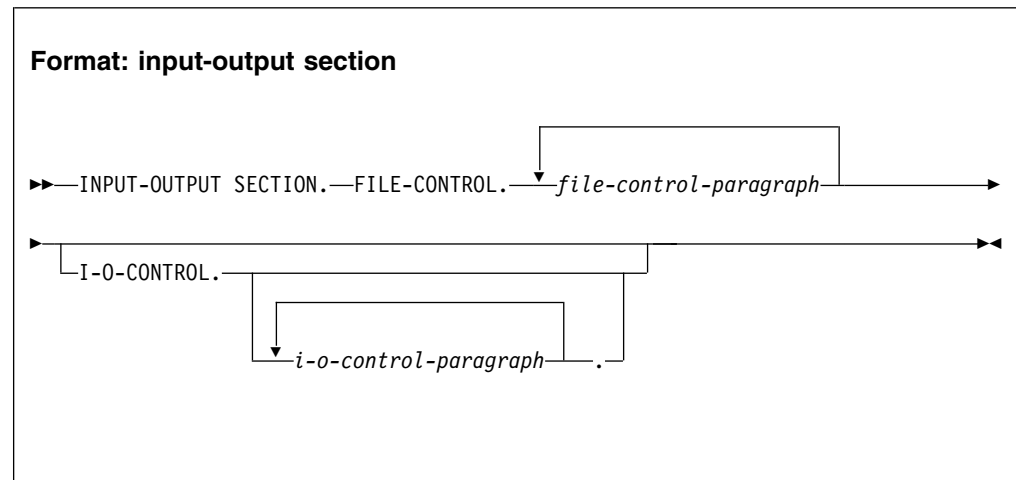 Format: input-output section
INPUT-OUTPUT SECTION. FILE-CONTROL. file-control-paragraph
I-O-CONTROL.
i-o-control-paragraph .